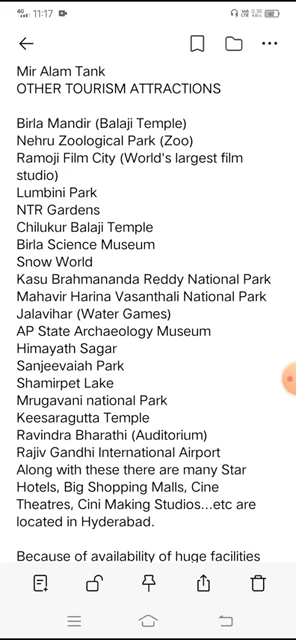 4G 11:17
Mir Alam Tank
OTHER TOURISM ATTRACTIONS
Birla Mandir (Balaji Temple)
Nehru Zoological Park (Zoo)
Ramoji Film City (World's largest film
studio)
Lumbini Park
NTR Gardens
Chilukur Balaji Temple
Birla Science Museum
Snow World
Kasu Brahmananda Reddy National Park
Mahavir Harina Vasanthali National Park
Jalavihar (Water Games)
AP State Archaeology Museum
Himayath Sagar
Sanjeevaiah Park
Shamirpet Lake
Mrugavani national Park
Keesaragutta Temple
Ravindra Bharathi (Auditorium)
Rajiv Gandhi International Airport
Along with these there are many Star
Hotels, Big Shopping Malls, Cine
Theatres, Cini Making Studios...etc are
located in Hyderabad.
Because of availability of huge facilities